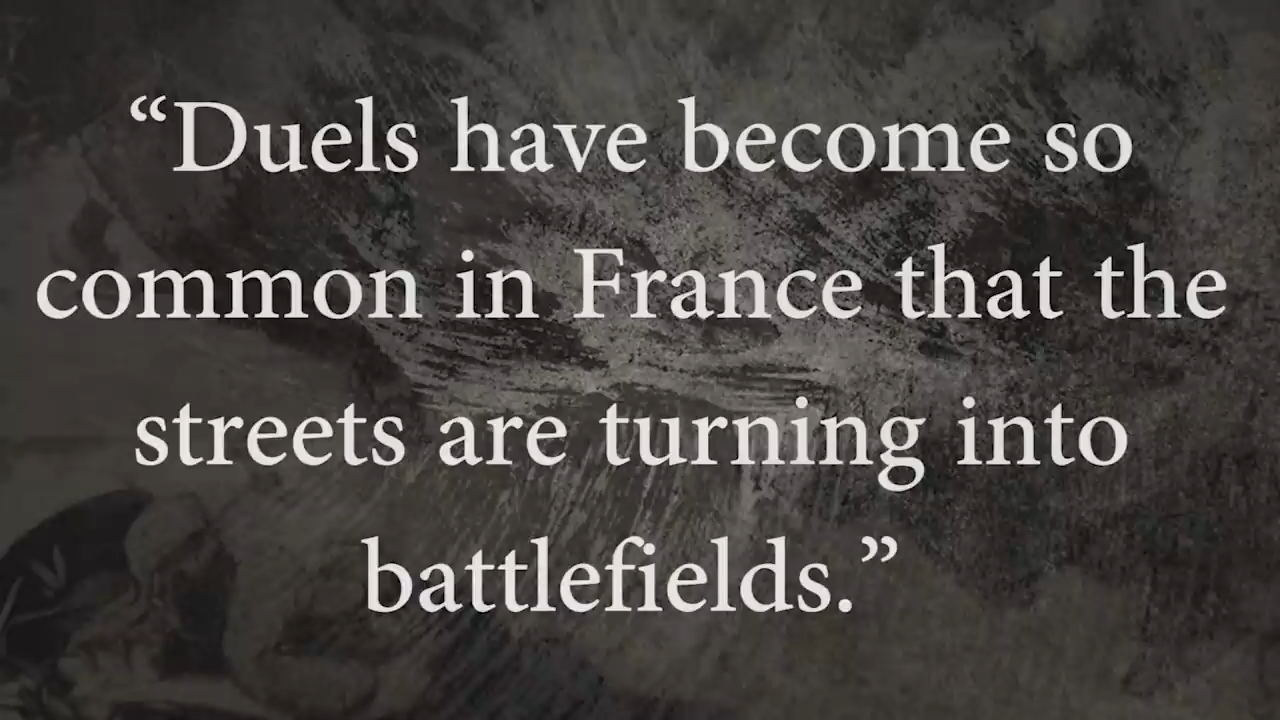 “Duels have become so
common in France that the
streets are turning into
battlefields.”